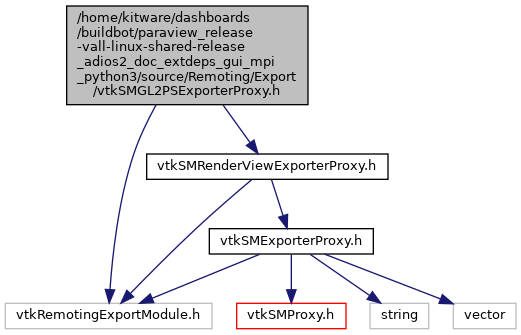 /home/kitware/dashboards
/buildbot/paraview_release
-vall-linux-shared-release
_adios2_doc_extdeps_gui_mpi
_python3/source/Remoting/Export
/vtkSMGL2PSExporterProxy.h
vtkSMRenderViewExporterProxy.h
vtkSMExporterProxy.h
vtkRemotingExportModule.h
vtkSMProxy.h
string
vector